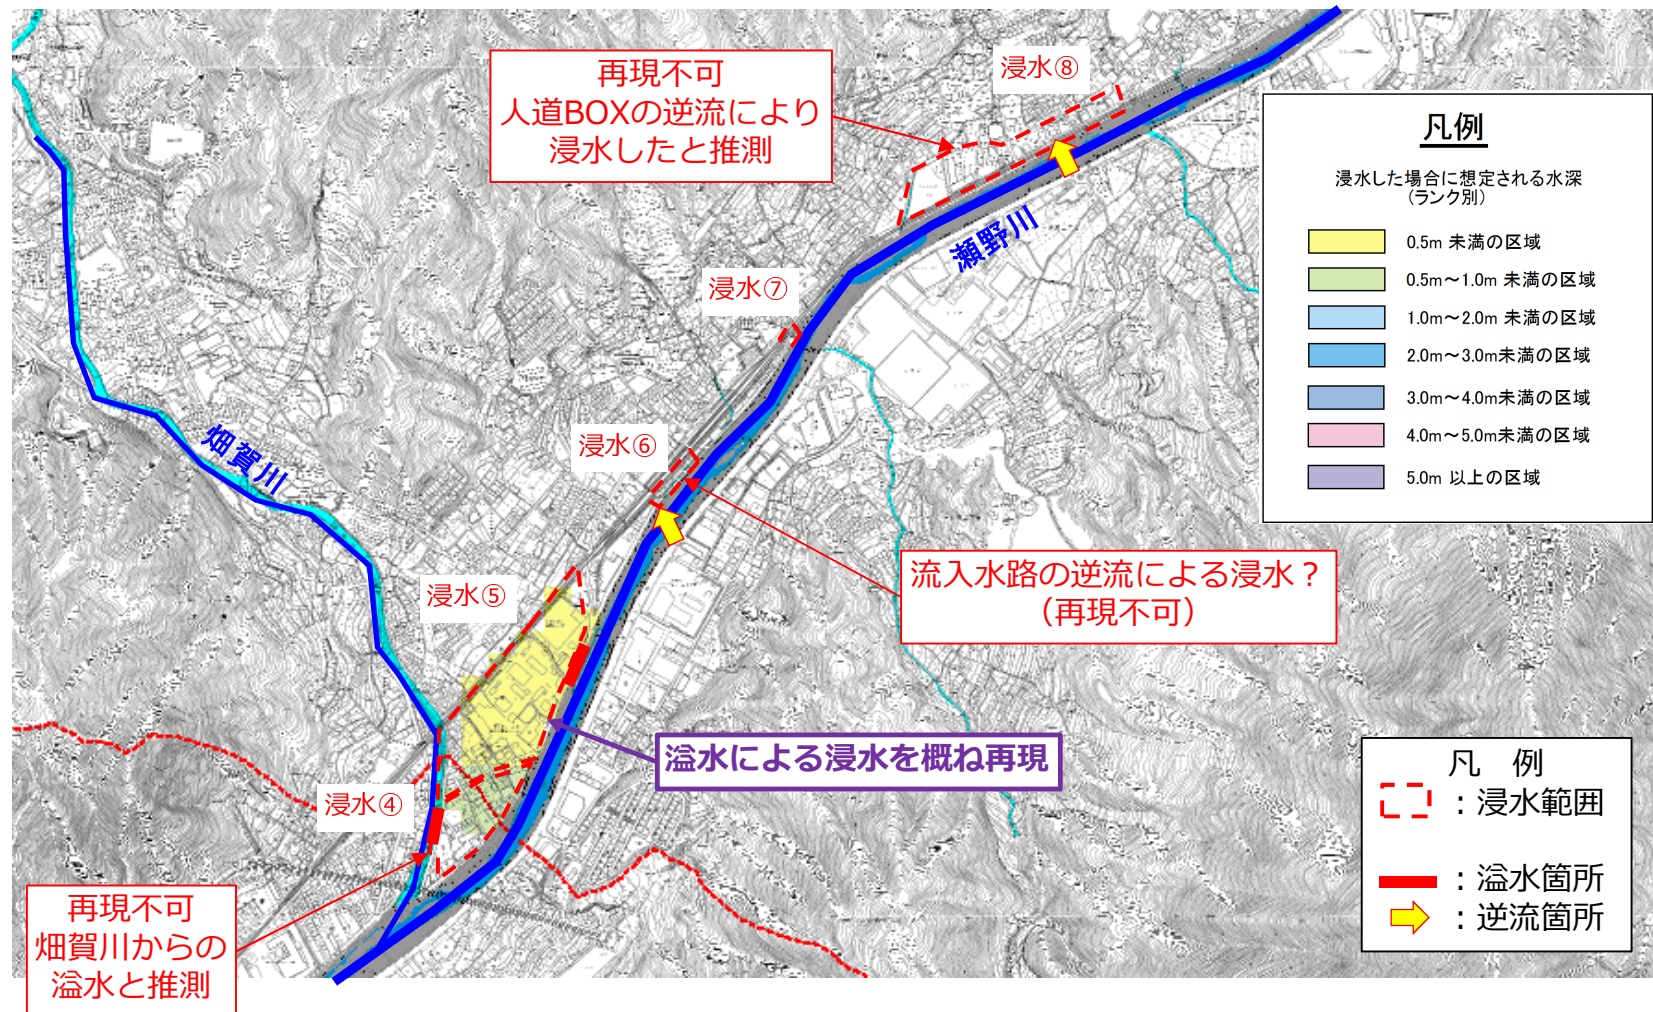 再現不可
人道BOXの逆流により
浸水したと推測
浸水⑧
瀬野川
浸水⑦
浸水⑥
畑賀川
浸水⑤
流入水路の逆流による浸水？
（再現不可）
溢水による浸水を概ね再現
浸水④
再現不可
畑賀川からの
溢水と推測
凡例
浸水した場合に想定される水深
(ランク別)
0.5m 未満の区域
0.5m～1.0m 未満の区域
1.0m～2.0m 未満の区域
2.0m～3.0m未満の区域
3.0m～4.0m未満の区域
4.0m～5.0m未満の区域
5.0m 以上の区域
凡　例
：浸水範囲
：溢水箇所
：逆流箇所